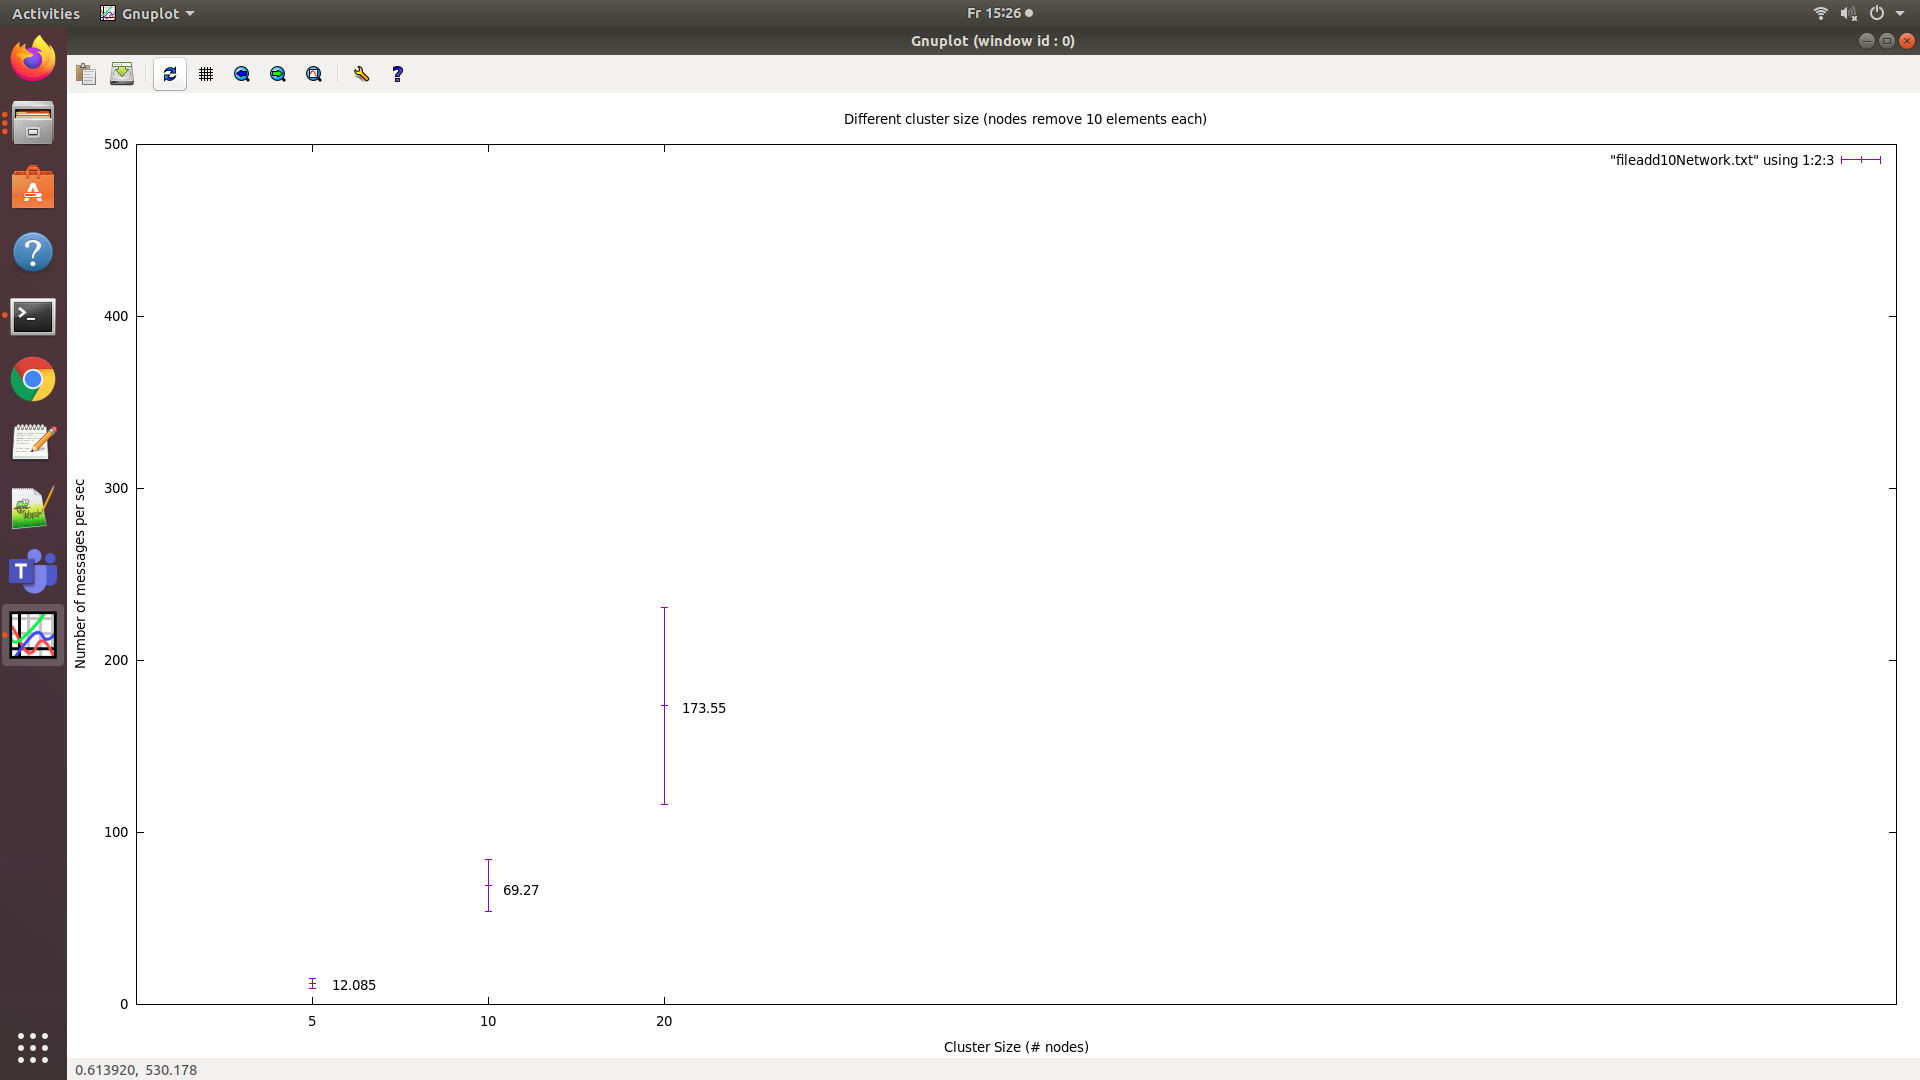 Activities
Gnuplot
Fr 15:26
Gnuplot (window id : 0)
Different cluster size (nodes remove 10 elements each)
"fileadd10Network.txt" using 1:2:3
500
400
300
200
100
0
Number of messages per sec
173.55
69.27
12.085
5 10 20
Cluster Size (# nodes)
0.613920, 530.178